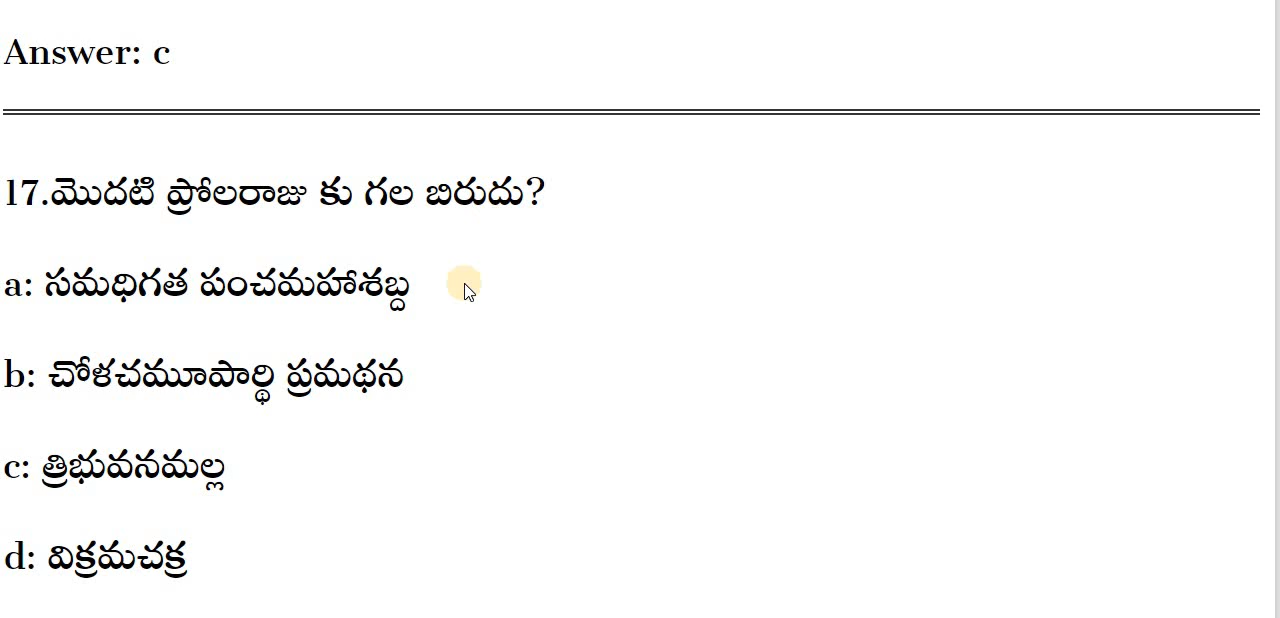 Answer: c
17.మొదటి ప్రోలరాజు కు గల బిరుదు?
a: సమధిగత పంచమహాశబ్ద
b: చోళచమూపార్థి ప్రమథన
c: త్రిభువనమల్ల
d: విక్రమచక్ర